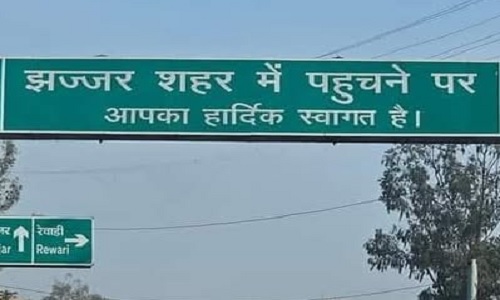 झज्जर शहर में पहुचने पर
आपका हार्दिक स्वागत है।
रेवाड़ी
Rewari